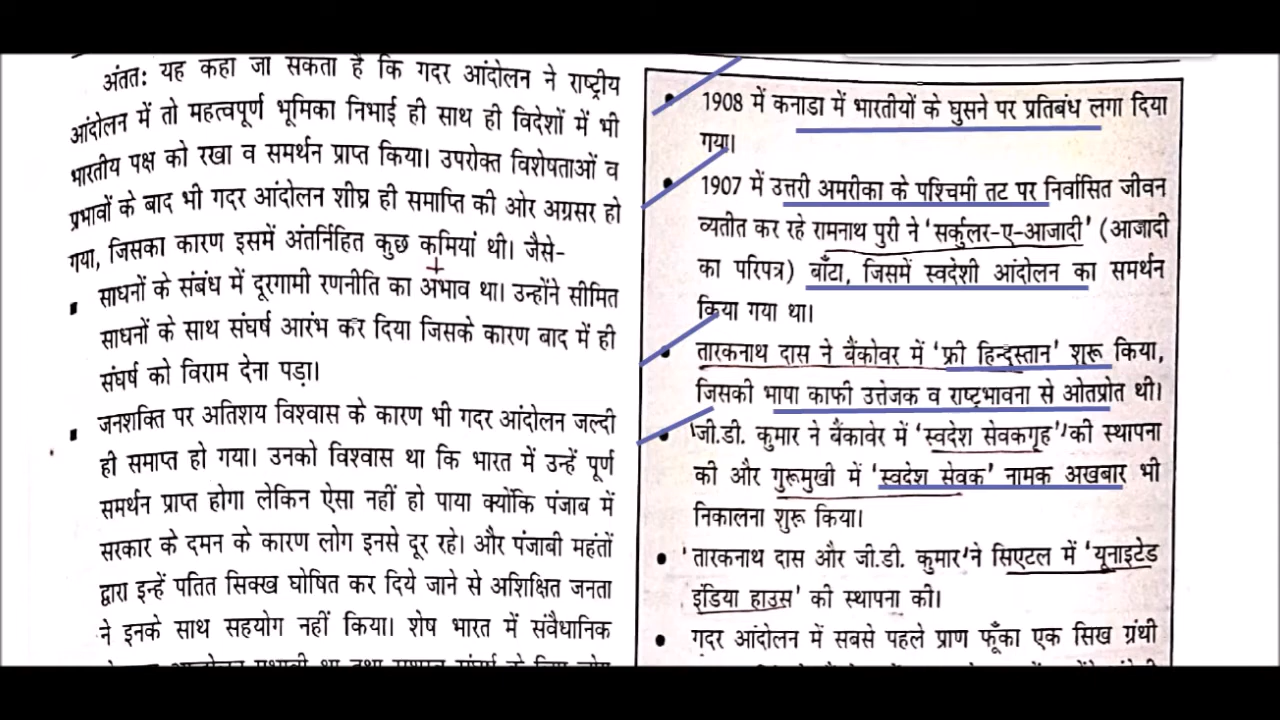 अंतत: यह कहा जा सकता है कि गदर आंदोलन ने राष्ट्रीय
आंदोलन में तो महत्वपूर्ण भूमिका निभाई ही साथ ही विदेशों में भी
भारतीय पक्ष को रखा व समर्थन प्राप्त किया। उपरोक्त विशेषताओं व
प्रभावों के बाद भी गदर आंदोलन शीघ्र ही समाप्ति की ओर अग्रसर हो
गया, जिसका कारण इसमें अंतर्निहित कुछ कमियां थी। जैसे-
▪ साधनों के संबंध में दूरगामी रणनीति का अभाव था। उन्होंने सीमित
साधनों के साथ संघर्ष आरंभ कर दिया जिसके कारण बाद में ही
संघर्ष को विराम देना पड़ा।
▪ जनशक्ति पर अतिशय विश्वास के कारण भी गदर आंदोलन जल्दी
ही समाप्त हो गया। उनको विश्वास था कि भारत में उन्हें पूर्ण
समर्थन प्राप्त होगा लेकिन ऐसा नहीं हो पाया क्योंकि पंजाब में
सरकार के दमन के कारण लोग इनसे दूर रहे। और पंजाबी महंतों
द्वारा इन्हें पतित सिक्ख घोषित कर दिये जाने से अशिक्षित जनता
ने इनके साथ सहयोग नहीं किया। शेष भारत में संवैधानिक
• 1908 में कनाडा में भारतीयों के घुसने पर प्रतिबंध लगा दिया
गया।
• 1907 में उत्तरी अमरीका के पश्चिमी तट पर निर्वासित जीवन
व्यतीत कर रहे रामनाथ पुरी ने 'सर्कुलर-ए-आजादी' (आजादी
का परिपत्र) बाँटा, जिसमें स्वदेशी आंदोलन का समर्थन
किया गया था।
• तारकनाथ दास ने बैंकोवर में 'फ्री हिन्दुस्तान' शुरू किया,
जिसकी भाषा काफी उत्तेजक व राष्ट्रभावना से ओतप्रोत थी।
• जी.डी. कुमार ने बैंकावेर में 'स्वदेश सेवकगृह' की स्थापना
की और गुरूमुखी में 'स्वदेश सेवक' नामक अखबार भी
निकालना शुरू किया।
• तारकनाथ दास और जी.डी. कुमार ने सिएटल में 'यूनाइटेड
इंडिया हाउस' की स्थापना की।
• गदर आंदोलन में सबसे पहले प्राण फूँका एक सिख ग्रंथी